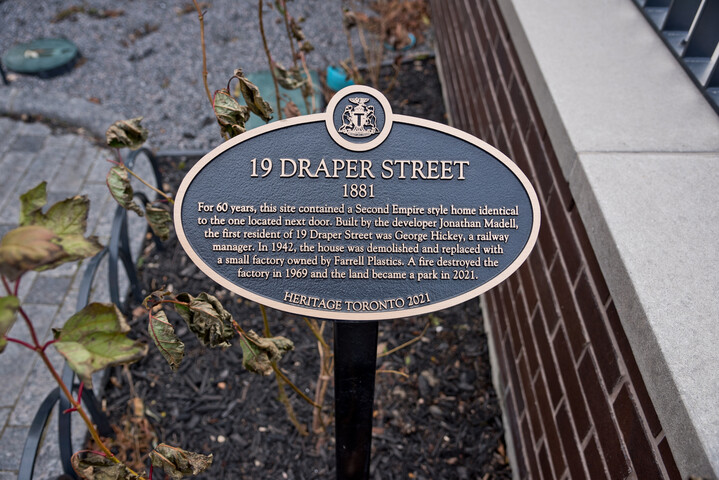 T
19 DRAPER STREET
1881
For 60 years, this site contained a Second Empire style home identical
to the one located next door. Built by the developer Jonathan Madell,
the first resident of 19 Draper Street was George Hickey, a railway
manager. In 1942, the house was demolished and replaced with
a small factory owned by Farrell Plastics. A fire destroyed the
factory in 1969 and the land became a park in 2021.
HERITAGE TORONTO 2021